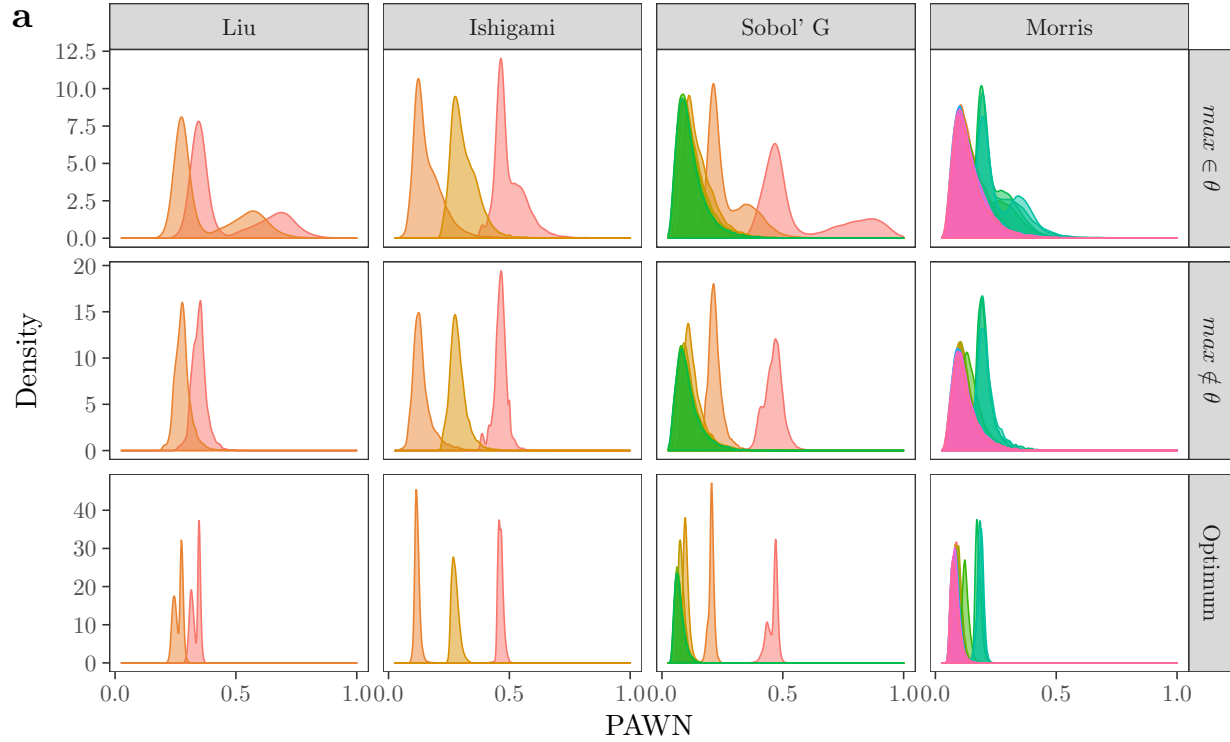 a
Liu
Ishigami
Sobol' G
Morris
12.5
10.0
7.5
5.0
2.5
0.0
max ∈ θ
20
15
10
5
0
max ∉ θ
40
30
20
10
0
Optimum
Density
0.0 0.5 1.0
0.0 0.5 1.0
0.0 0.5 1.0
0.0 0.5 1.0
PAWN